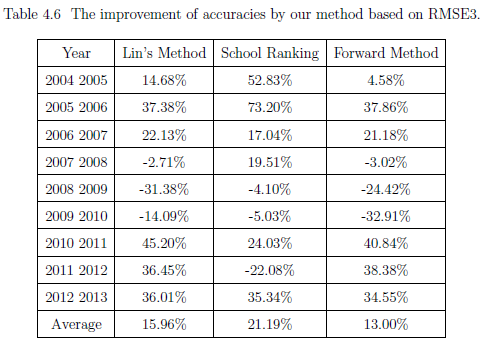 Table 4.6 The improvement of accuracies by our method based on RMSE3.
Year Lin's Method School Ranking Forward Method
2004 2005 14.68% 52.83% 4.58%
2005 2006 37.38% 73.20% 37.86%
2006 2007 22.13% 17.04% 21.18%
2007 2008 -2.71% 19.51% -3.02%
2008 2009 -31.38% -4.10% -24.42%
2009 2010 -14.09% -5.03% -32.91%
2010 2011 45.20% 24.03% 40.84%
2011 2012 36.45% -22.08% 38.38%
2012 2013 36.01% 35.34% 34.55%
Average 15.96% 21.19% 13.00%